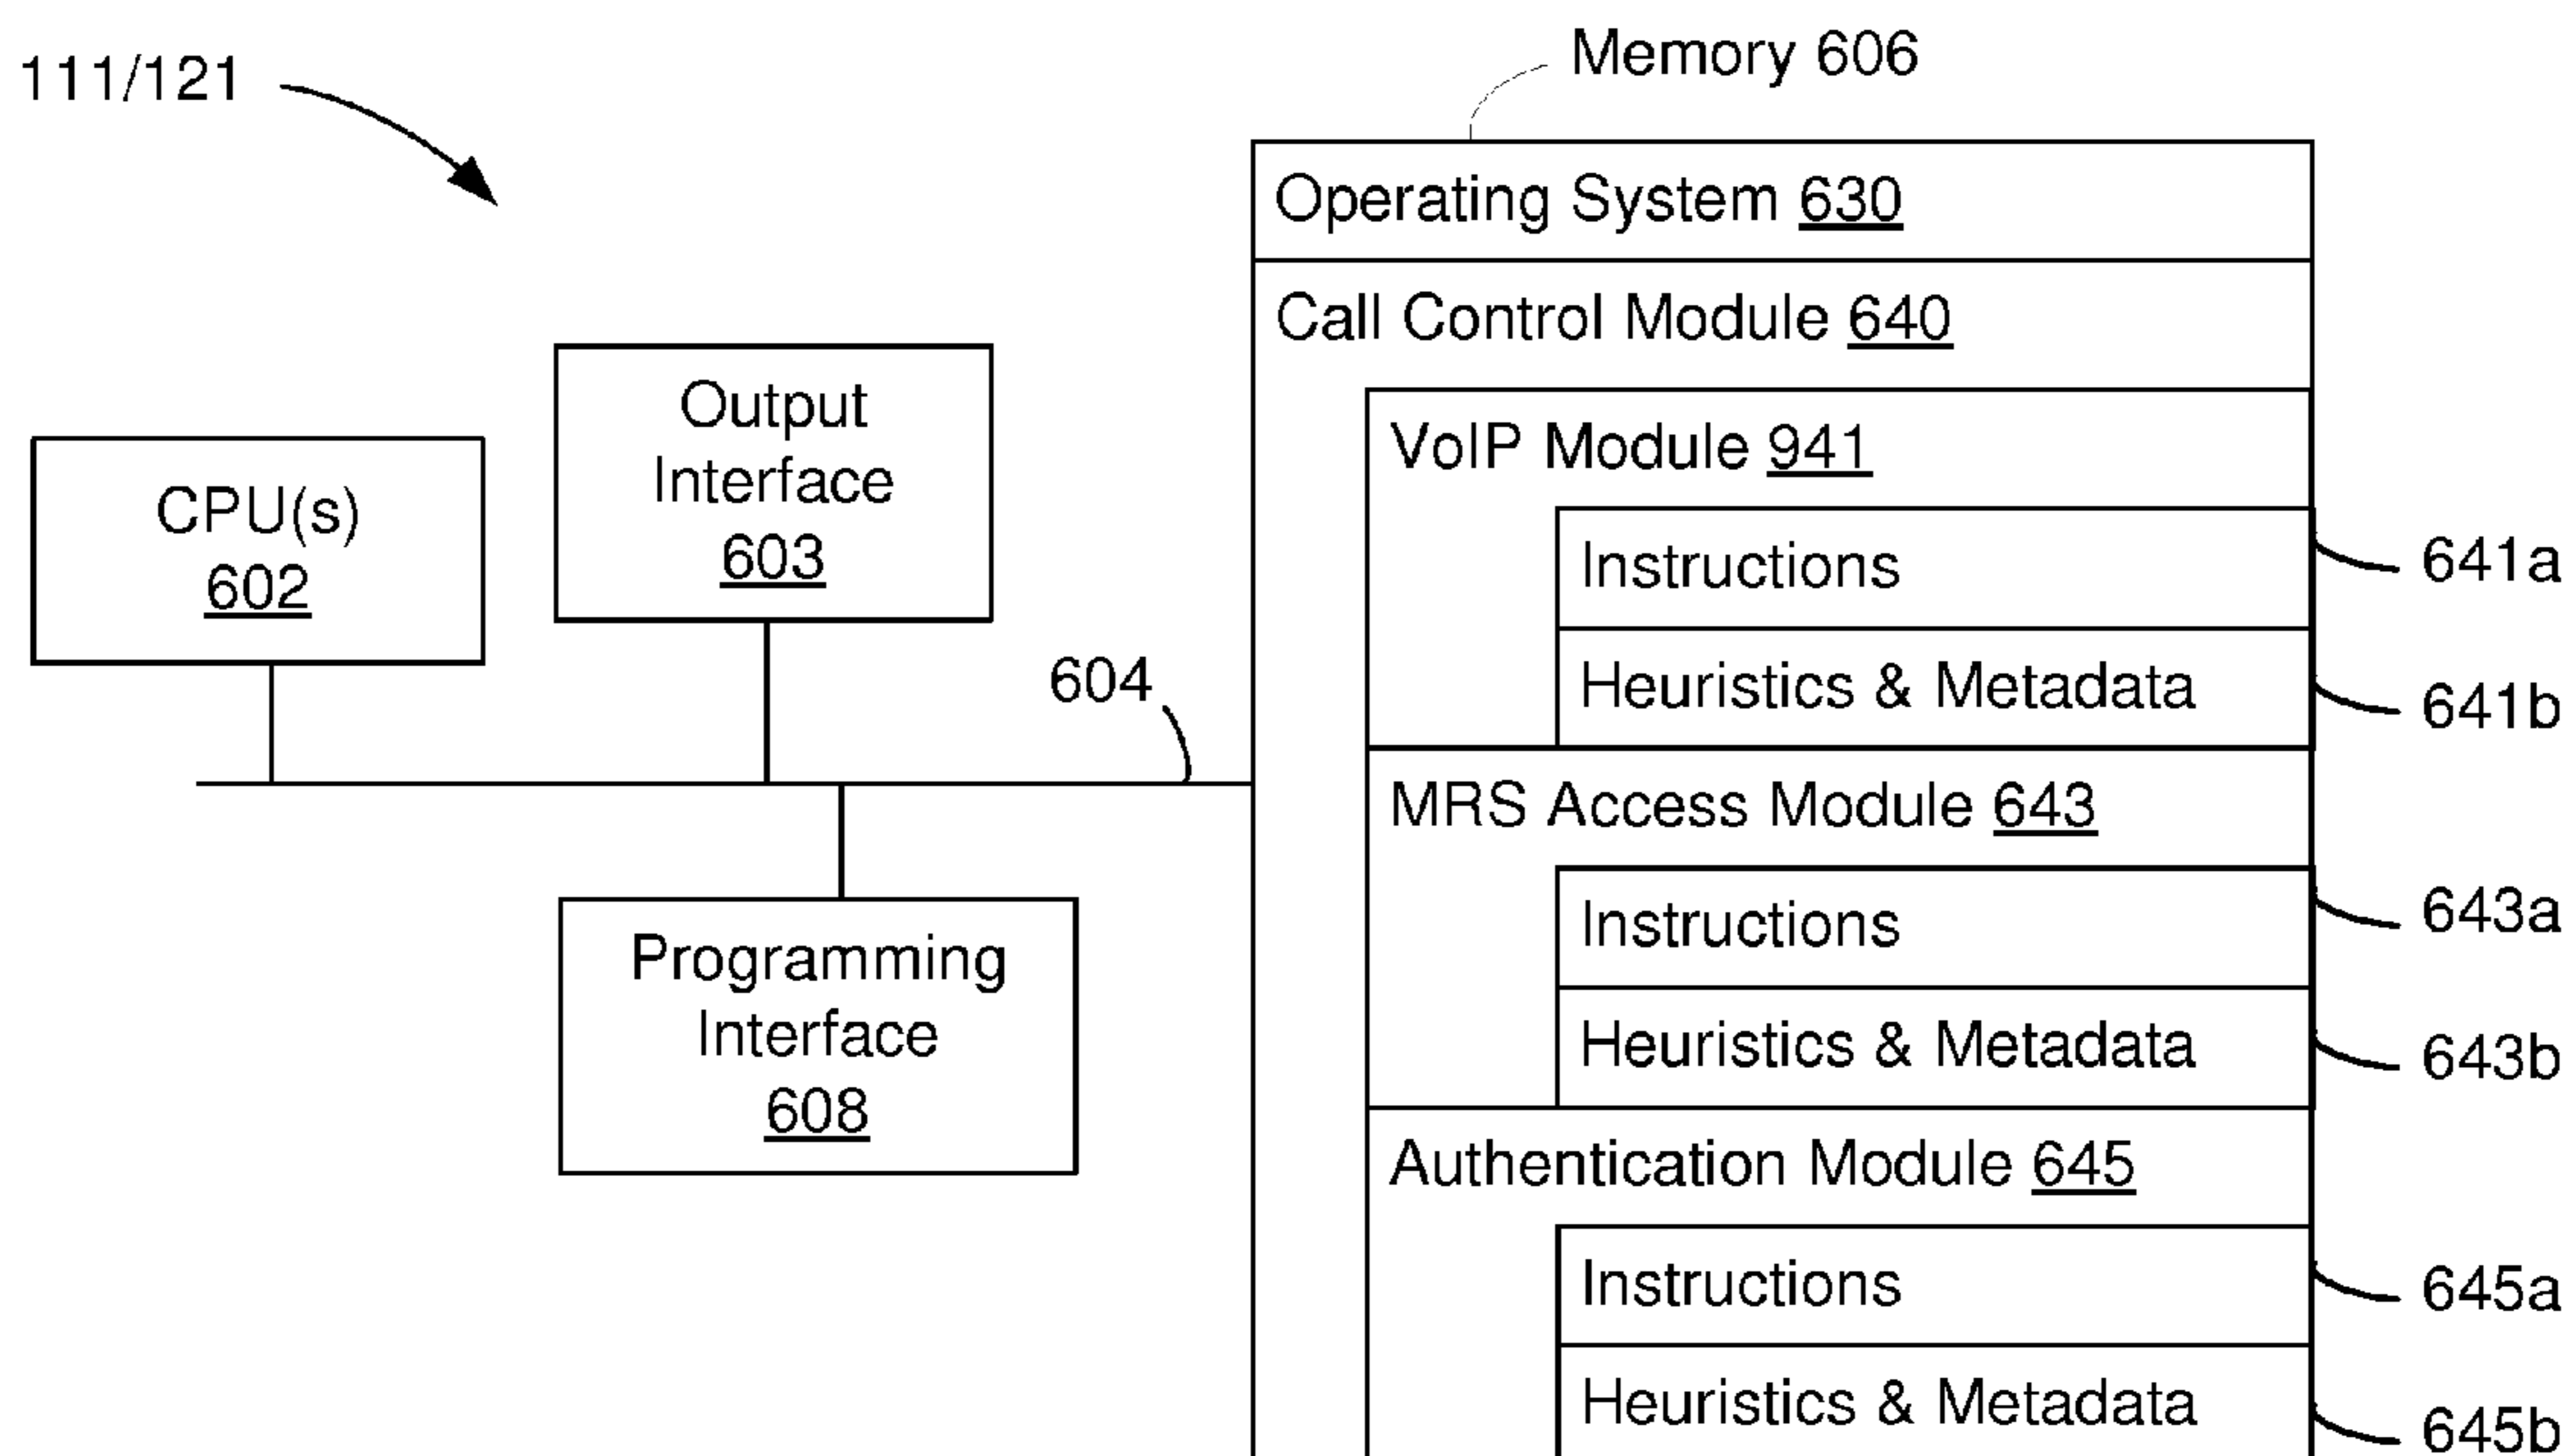 111/121
Memory 606
Operating System 630
Call Control Module 640
Output
Interface
603
CPU(s)
602
VoIP Module 941
Instructions
641a
604
Heuristics & Metadata
641b
MRS Access Module 643
Instructions
643a
Programming
Interface
608
Heuristics & Metadata
643b
Authentication Module 645
Instructions
645a
Heuristics & Metadata
645b